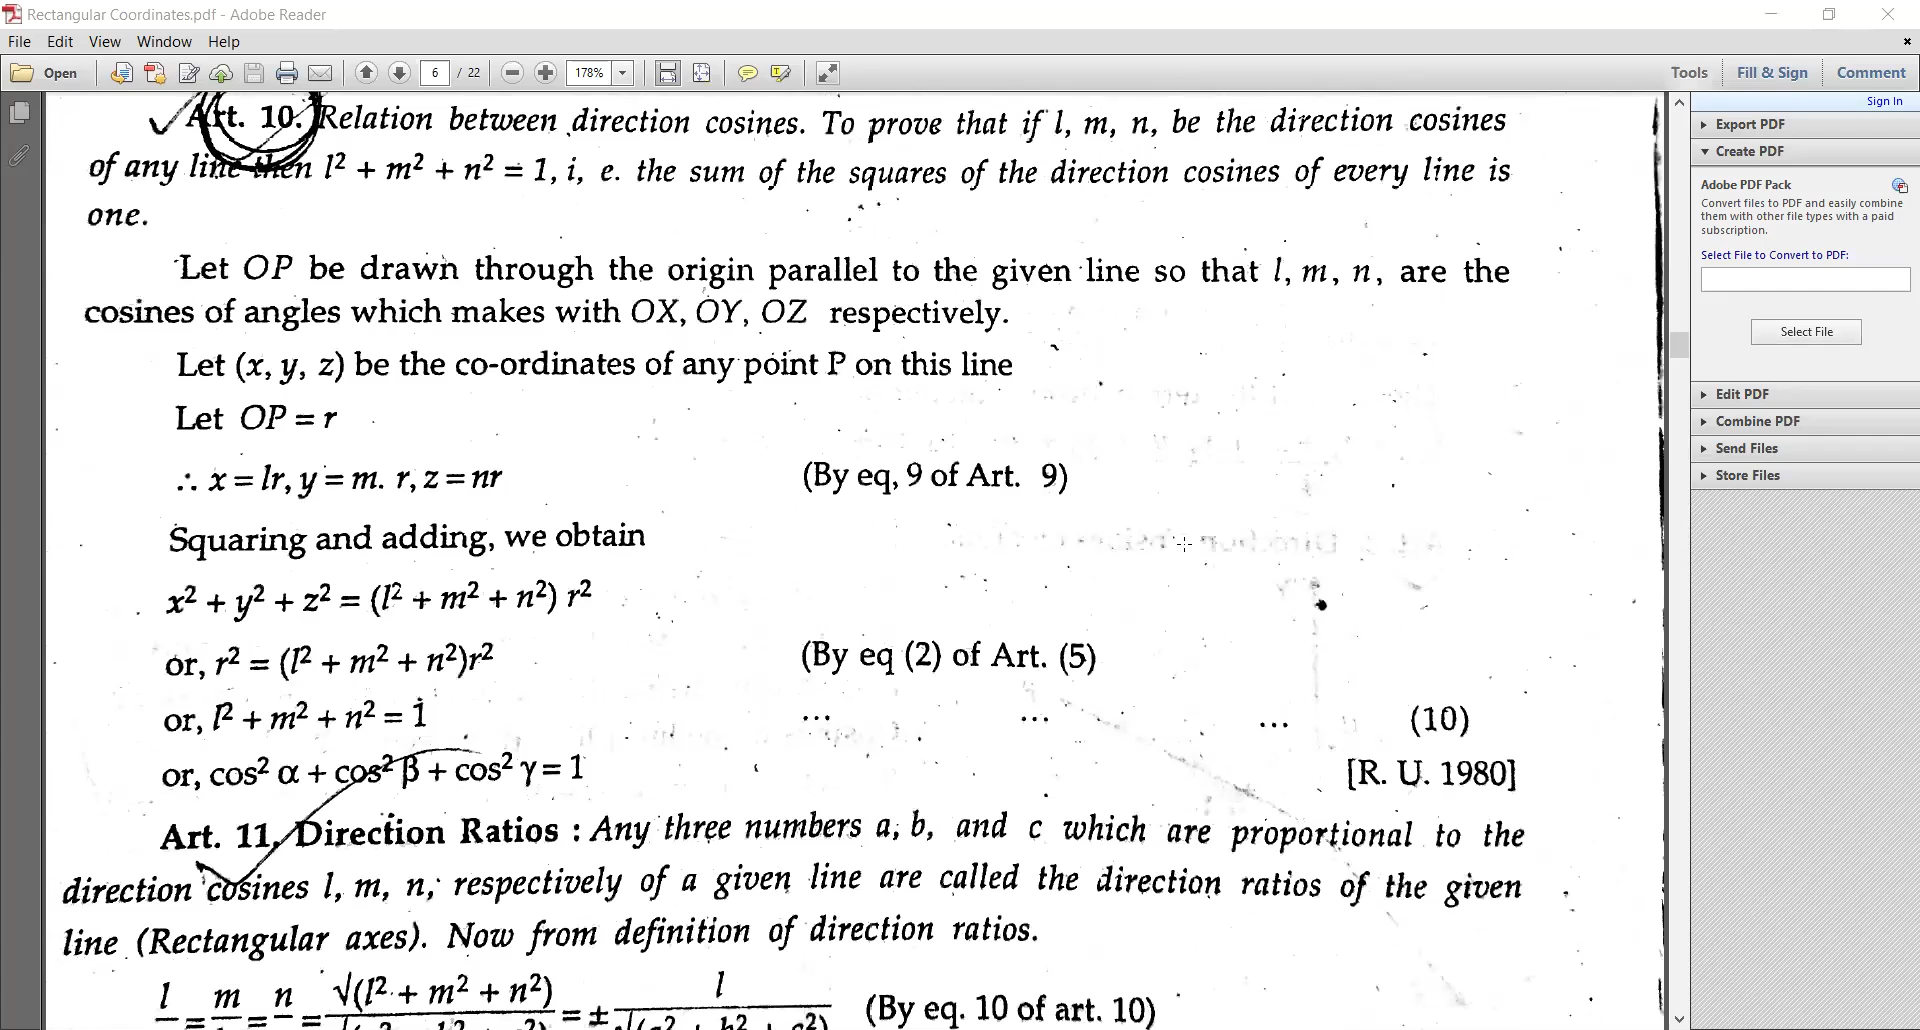 Rectangular Coordinates.pdf - Adobe Reader
File Edit View Window Help
Open 6 / 22 178% Tools Fill & Sign Comment
Art. 10. Relation between direction cosines. To prove that if l, m, n, be the direction cosines
of any line then l² + m² + n² = 1, i, e. the sum of the squares of the direction cosines of every line is
one.
Let OP be drawn through the origin parallel to the given line so that l, m, n, are the
cosines of angles which makes with OX, OY, OZ respectively.
Let (x, y, z) be the co-ordinates of any point P on this line
Let OP = r
∴ x = lr, y = m. r, z = nr (By eq, 9 of Art. 9)
Squaring and adding, we obtain
x² + y² + z² = (l² + m² + n²) r²
or, r² = (l² + m² + n²)r² (By eq (2) of Art. (5)
or, l² + m² + n² = 1 ... ... ... (10)
or, cos² α + cos² β + cos² γ = 1 [R. U. 1980]
Art. 11. Direction Ratios : Any three numbers a, b, and c which are proportional to the
direction cosines l, m, n, respectively of a given line are called the direction ratios of the given
line (Rectangular axes). Now from definition of direction ratios.
l m n √(l² + m² + n²) l
= = = = ± (By eq. 10 of art. 10)
Sign In
Export PDF
Create PDF
Adobe PDF Pack
Convert files to PDF and easily combine
them with other file types with a paid
subscription.
Select File to Convert to PDF:
Select File
Edit PDF
Combine PDF
Send Files
Store Files